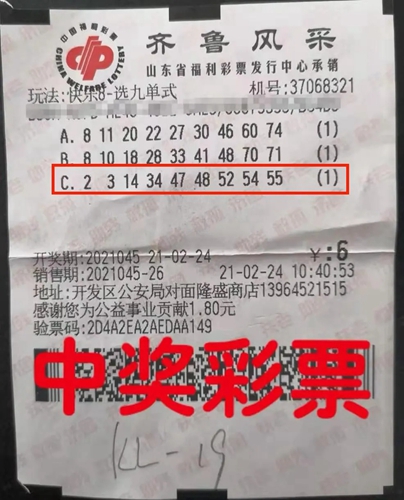 中国福利彩票
CHINA WELFARE LOTTERY
齐鲁风采
山东省福利彩票发行中心承销
玩法:快乐8-选九单式 机号:37068321
A. 8 11 20 22 27 30 46 60 74 (1)
B. 8 10 18 28 33 41 48 70 71 (1)
C. 2 3 14 34 47 48 52 54 55 (1)
开奖期:2021045 21-02-24 ¥:6
销售期:2021045-26 21-02-24 10:40:53
地址:开发区公安局对面隆盛商店13964521515
感谢您为公益事业贡献1.80元
验票码:2D4A2EA2AEDAA149
中奖彩票
KL-19